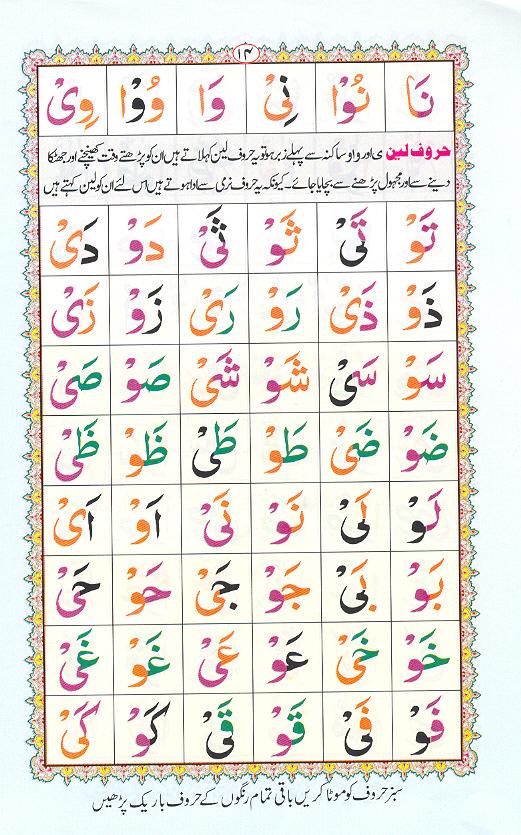 ۱۴
نَا نُوْا نِیْ وَا وُوْا وِیْ
حروف لین ی اور واو ساکنہ سے پہلے زبر ہو تو یہ حروف لین کہلاتے ہیں ان کو پڑھتے وقت کھینچنے اور جھٹکا
دینے سے اور مجہول پڑھنے سے بچایا جائے۔ کیونکہ یہ حروف نرمی سے ادا ہوتے ہیں اس لئے ان کو لین کہتے ہیں
تَوْ تَیْ ثَوْ ثَیْ دَوْ دَیْ
ذَوْ ذَیْ رَوْ رَیْ زَوْ زَیْ
سَوْ سَیْ شَوْ شَیْ صَوْ صَیْ
ضَوْ ضَیْ طَوْ طَیْ ظَوْ ظَیْ
لَوْ لَیْ نَوْ نَیْ اَوْ اَیْ
بَوْ بَیْ جَوْ جَیْ حَوْ حَیْ
خَوْ خَیْ عَوْ عَیْ غَوْ غَیْ
فَوْ فَیْ قَوْ قَیْ کَوْ کَیْ
سبز حروف کو موٹا کریں باقی تمام رنگوں کے حروف باریک پڑھیں